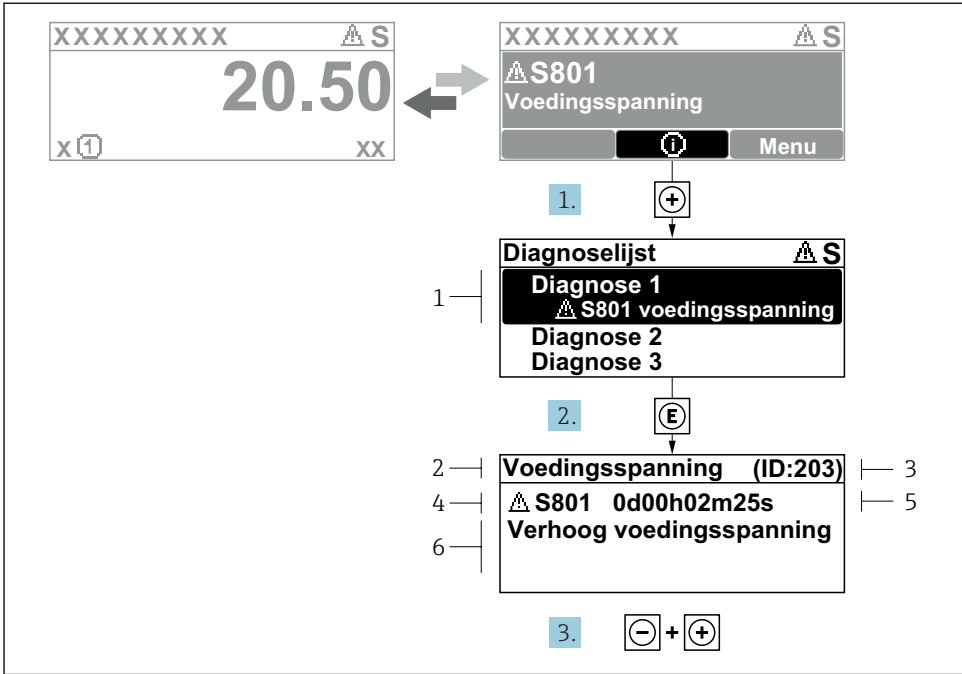 XXXXXXXXX ⚠ S
20.50
x ① xx
XXXXXXXXX ⚠ S
⚠ S801
Voedingsspanning
ⓘ Menu
1. +
Diagnoselijst ⚠ S
1
Diagnose 1
⚠ S801 voedingsspanning
Diagnose 2
Diagnose 3
2. E
2 Voedingsspanning (ID:203) 3
4 ⚠ S801 0d00h02m25s 5
6 Verhoog voedingsspanning
3. − + +